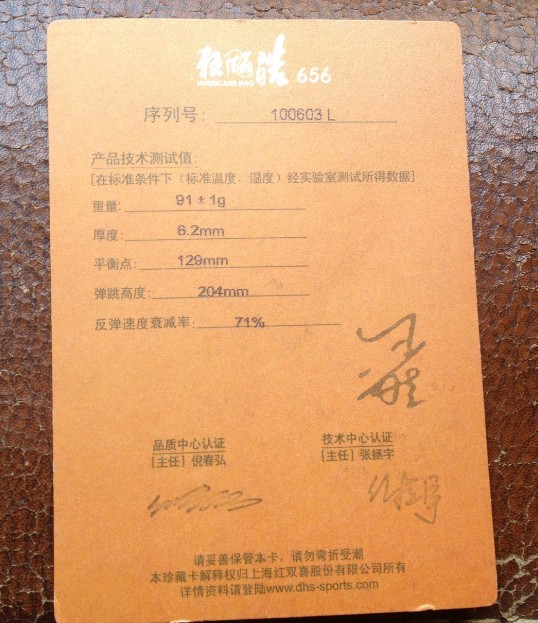 狂飚皓 656
HURRICANE HAO
序列号: 100603 L
产品技术测试值:
[在标准条件下（标准温度、湿度）经实验室测试所得数据]
重量: 91 ± 1g
厚度: 6.2mm
平衡点: 129mm
弹跳高度: 204mm
反弹速度衰减率: 71%
品质中心认证 技术中心认证
[主任] 倪春弘 [主任] 张拯宇
请妥善保管本卡，请勿弯折受潮
本珍藏卡解释权归上海红双喜股份有限公司所有
详情资料请登陆www.dhs-sports.com